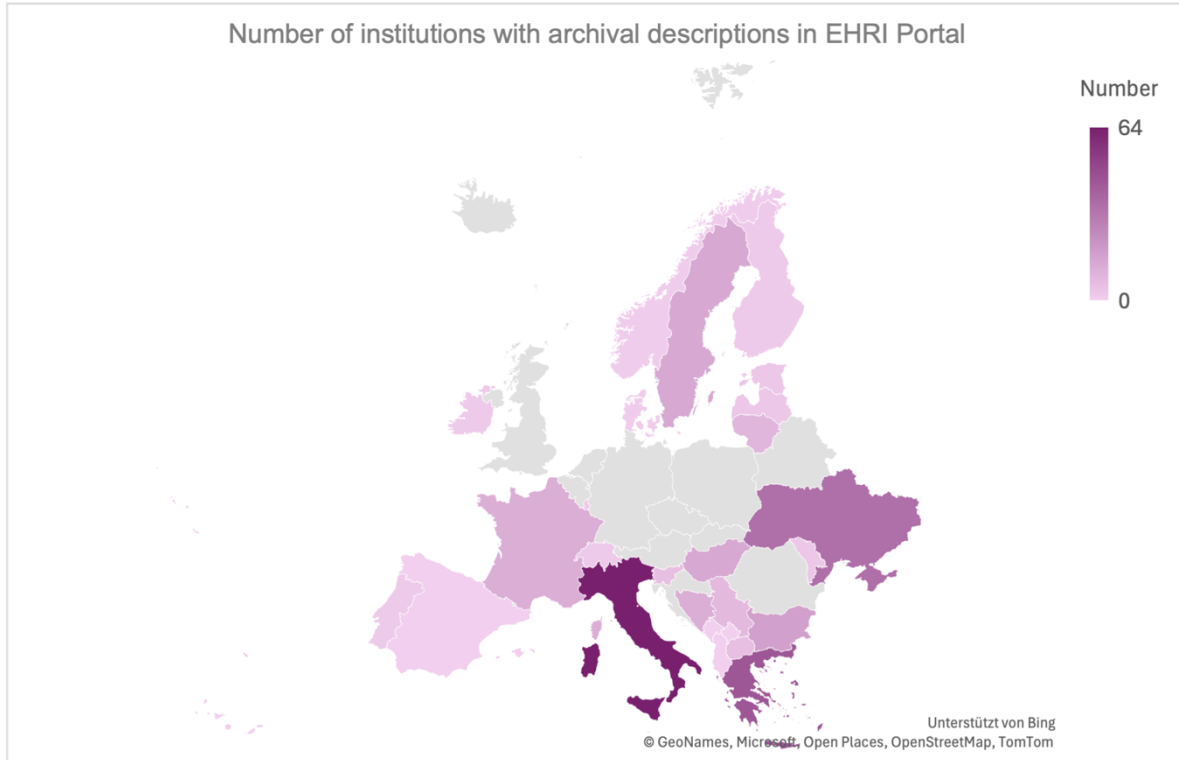 Number of institutions with archival descriptions in EHRI Portal
Number
64
0
Unterstützt von Bing
© GeoNames, Microsoft, Open Places, OpenStreetMap, TomTom